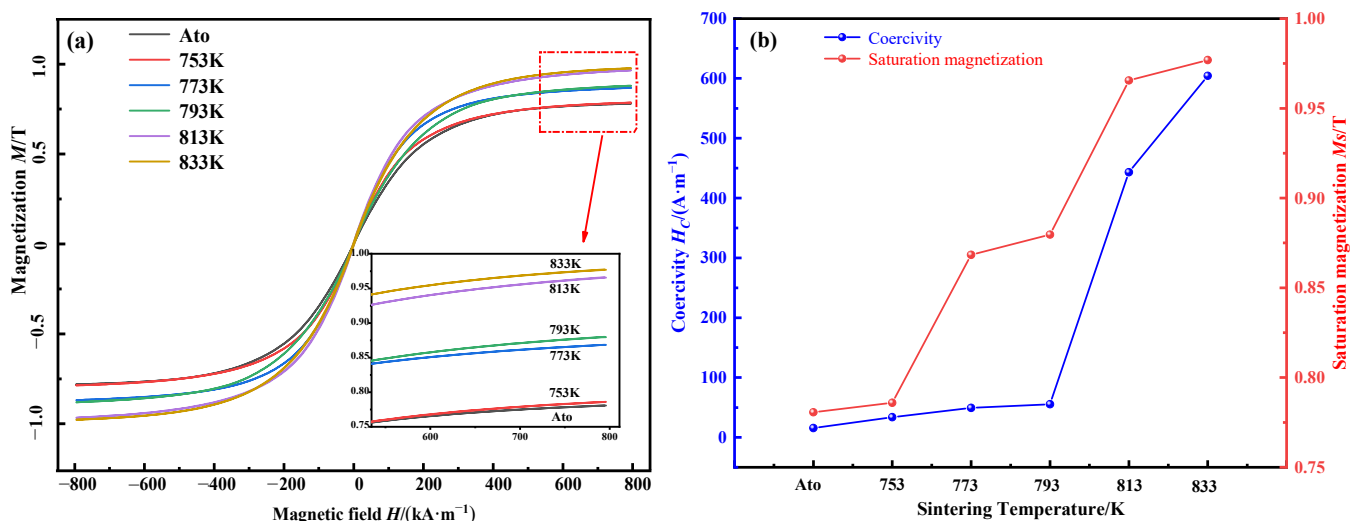 (a)
Ato
753K
773K
793K
813K
833K
Magnetization M/T
1.0
0.5
0
−0.5
−1.0
−800 −600 −400 −200 0 200 400 600 800
Magnetic field H/(kA·m⁻¹)
1.00
0.95
0.90
0.85
0.80
0.75
600 700 800
833K
813K
793K
773K
753K
Ato
(b)
Coercivity
Saturation magnetization
Coercivity H_C/(A·m⁻¹)
700
600
500
400
300
200
100
0
Ato 753 773 793 813 833
Sintering Temperature/K
1.00
0.95
0.90
0.85
0.80
0.75
Saturation magnetization Ms/T